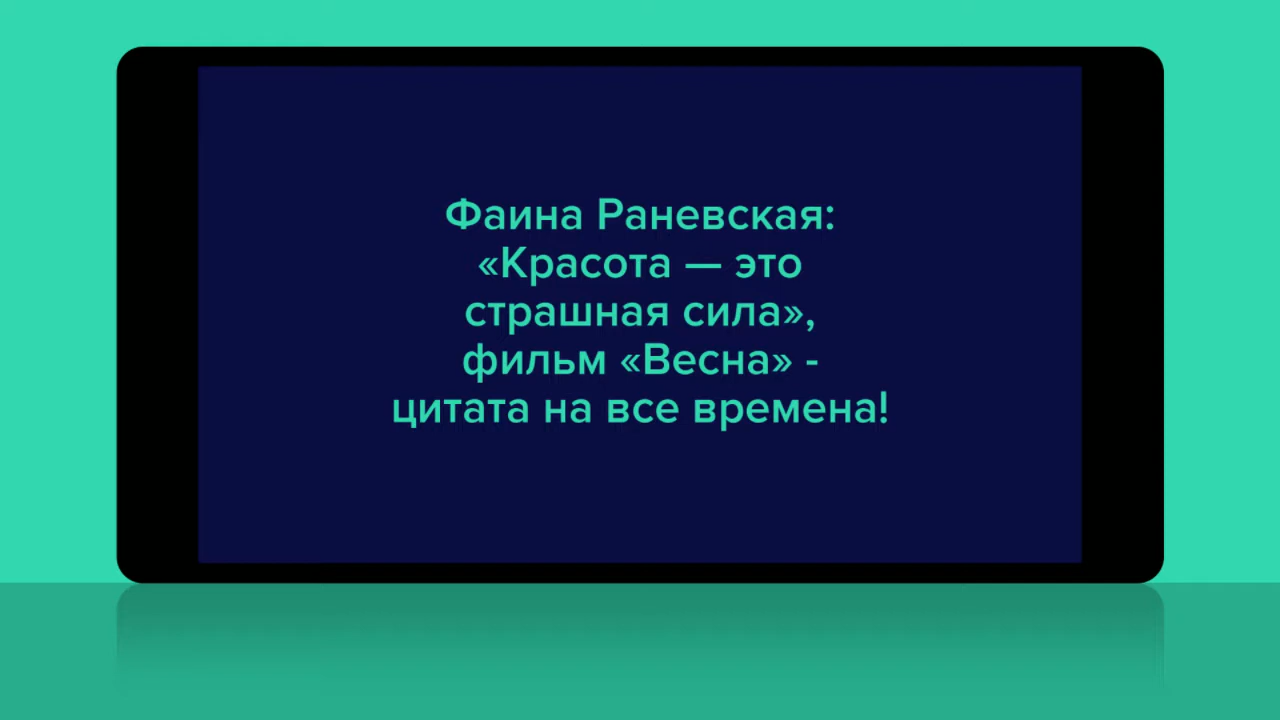 Фаина Раневская:
«Красота — это
страшная сила»,
фильм «Весна» -
цитата на все времена!